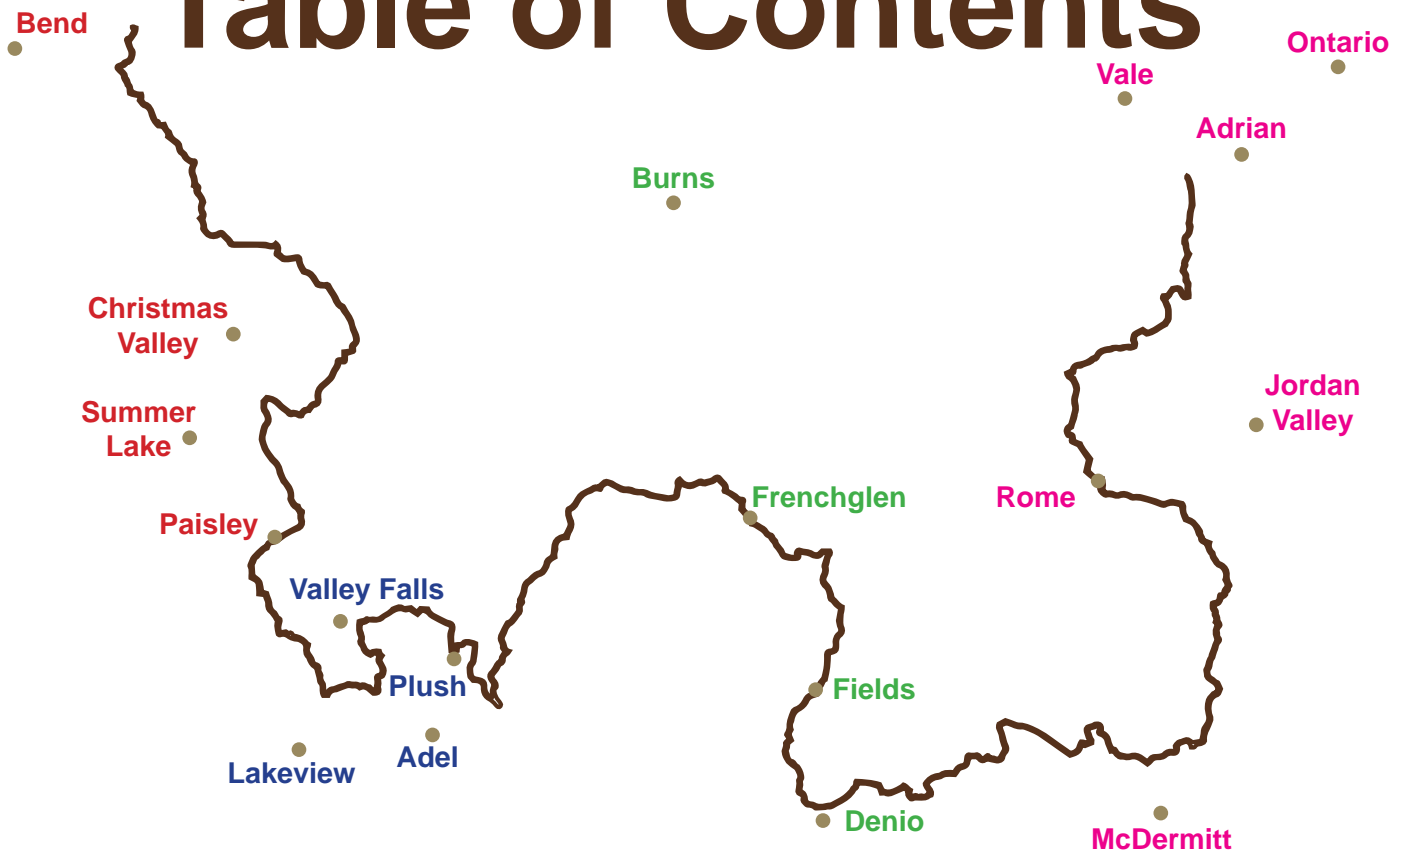 Table of Contents
Bend
Ontario
Vale
Adrian
Burns
Christmas
Valley
Jordan
Valley
Summer
Lake
Frenchglen
Rome
Paisley
Valley Falls
Plush
Fields
Adel
Lakeview
Denio
McDermitt